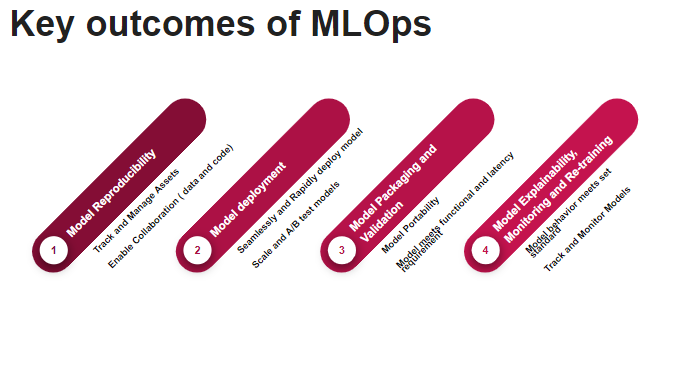 Key outcomes of MLOps
1
Model Reproducibility
Track and Manage Assets
Enable Collaboration ( data and code)
2
Model deployment
Seamlessly and Rapidly deploy model
Scale and A/B test models
3
Model Packaging and
Validation
Model Portability
Model meets functional and latency
requirement
4
Model Explainability,
Monitoring and Re-training
Model behavior meets set
standard
Track and Monitor Models